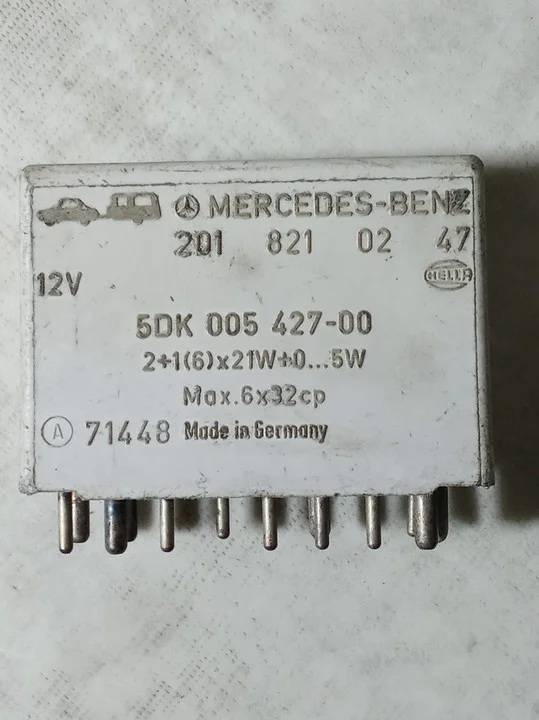 MERCEDES-BENZ
201 821 02 47
12V
HELLA
5DK 005 427-00
2+1(6)x21W+0...5W
Max.6x32cp
A 71448 Made in Germany